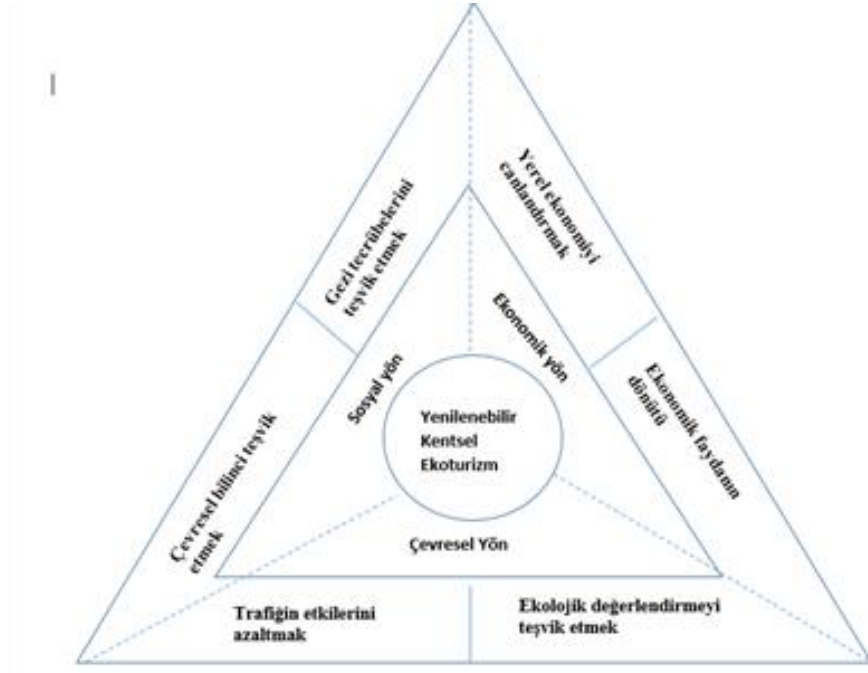 Yerel ekonomiyi
canlandırmak
Gezi tecrübelerini
teşvik etmek
Ekonomik yön
Sosyal yön
Ekonomik faydanın
dönütü
Yenilenebilir
Kentsel
Ekoturizm
Çevresel bilinci teşvik
etmek
Çevresel Yön
Trafiğin etkilerini
azaltmak
Ekolojik değerlendirmeyi
teşvik etmek